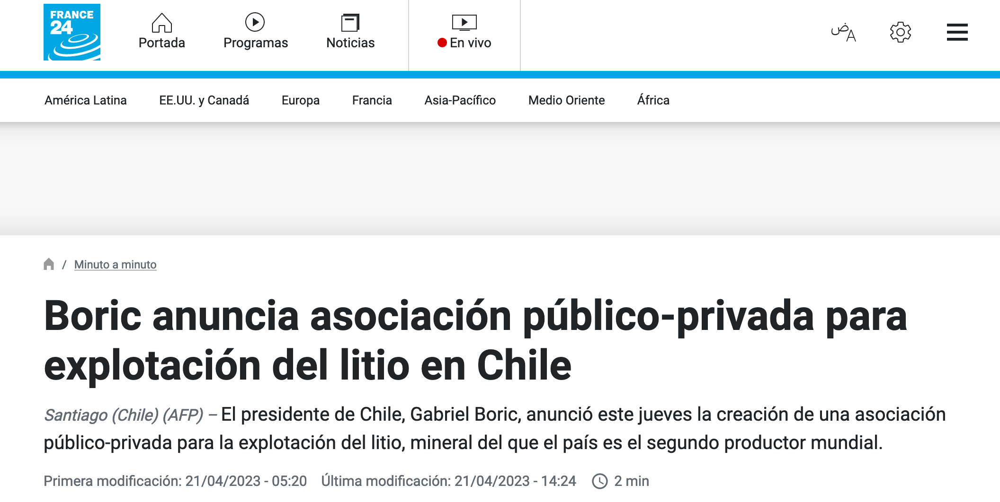 FRANCE
24
Portada
Programas
Noticias
En vivo
ض A
América Latina
EE.UU. y Canadá
Europa
Francia
Asia-Pacífico
Medio Oriente
África
/ Minuto a minuto
Boric anuncia asociación público-privada para
explotación del litio en Chile
Santiago (Chile) (AFP) – El presidente de Chile, Gabriel Boric, anunció este jueves la creación de una asociación
público-privada para la explotación del litio, mineral del que el país es el segundo productor mundial.
Primera modificación: 21/04/2023 - 05:20 Última modificación: 21/04/2023 - 14:24 2 min